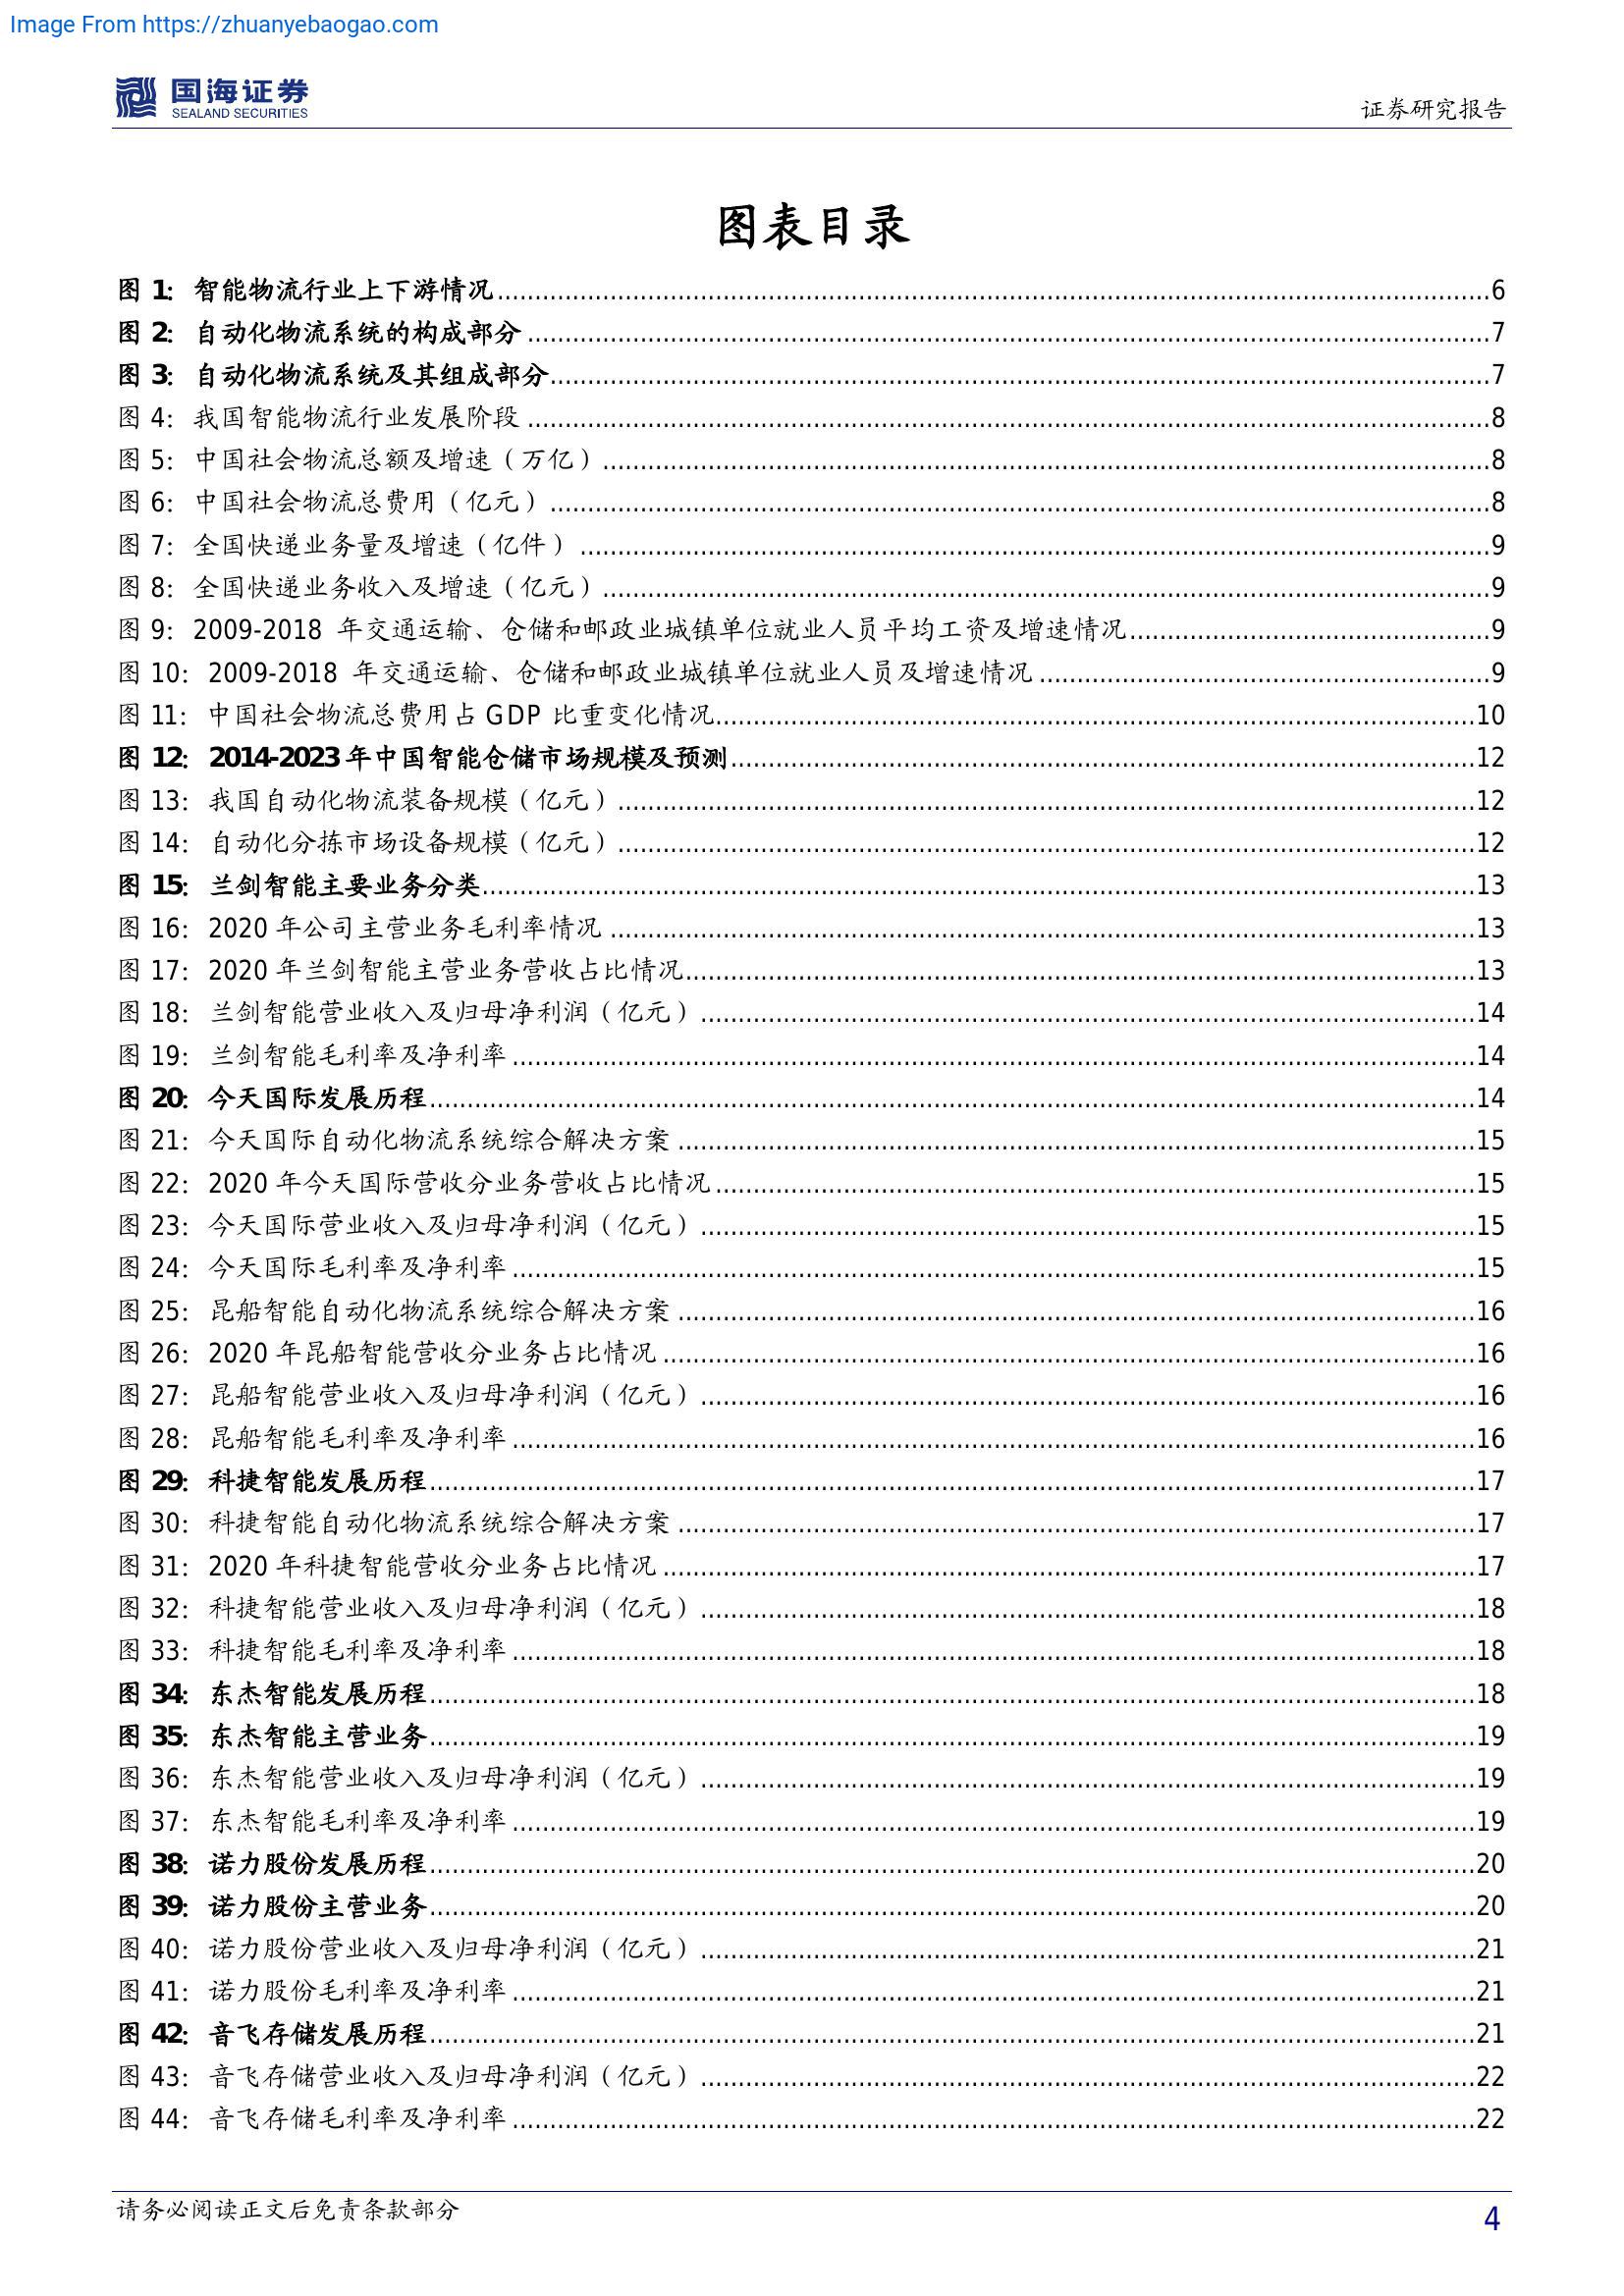 Image From https://zhuanyebaogao.com
国海证券
SEALAND SECURITIES
证券研究报告
图表目录
图 1：智能物流行业上下游情况 6
图 2：自动化物流系统的构成部分 7
图 3：自动化物流系统及其组成部分 7
图 4：我国智能物流行业发展阶段 8
图 5：中国社会物流总额及增速（万亿） 8
图 6：中国社会物流总费用（亿元） 8
图 7：全国快递业务量及增速（亿件） 9
图 8：全国快递业务收入及增速（亿元） 9
图 9：2009-2018 年交通运输、仓储和邮政业城镇单位就业人员平均工资及增速情况 9
图 10：2009-2018 年交通运输、仓储和邮政业城镇单位就业人员及增速情况 9
图 11：中国社会物流总费用占 GDP 比重变化情况 10
图 12：2014-2023 年中国智能仓储市场规模及预测 12
图 13：我国自动化物流装备规模（亿元） 12
图 14：自动化分拣市场设备规模（亿元） 12
图 15：兰剑智能主要业务分类 13
图 16：2020 年公司主营业务毛利率情况 13
图 17：2020 年兰剑智能主营业务营收占比情况 13
图 18：兰剑智能营业收入及归母净利润（亿元） 14
图 19：兰剑智能毛利率及净利率 14
图 20：今天国际发展历程 14
图 21：今天国际自动化物流系统综合解决方案 15
图 22：2020 年今天国际营收分业务营收占比情况 15
图 23：今天国际营业收入及归母净利润（亿元） 15
图 24：今天国际毛利率及净利率 15
图 25：昆船智能自动化物流系统综合解决方案 16
图 26：2020 年昆船智能营收分业务占比情况 16
图 27：昆船智能营业收入及归母净利润（亿元） 16
图 28：昆船智能毛利率及净利率 16
图 29：科捷智能发展历程 17
图 30：科捷智能自动化物流系统综合解决方案 17
图 31：2020 年科捷智能营收分业务占比情况 17
图 32：科捷智能营业收入及归母净利润（亿元） 18
图 33：科捷智能毛利率及净利率 18
图 34：东杰智能发展历程 18
图 35：东杰智能主营业务 19
图 36：东杰智能营业收入及归母净利润（亿元） 19
图 37：东杰智能毛利率及净利率 19
图 38：诺力股份发展历程 20
图 39：诺力股份主营业务 20
图 40：诺力股份营业收入及归母净利润（亿元） 21
图 41：诺力股份毛利率及净利率 21
图 42：音飞存储发展历程 21
图 43：音飞存储营业收入及归母净利润（亿元） 22
图 44：音飞存储毛利率及净利率 22
请务必阅读正文后免责条款部分
4